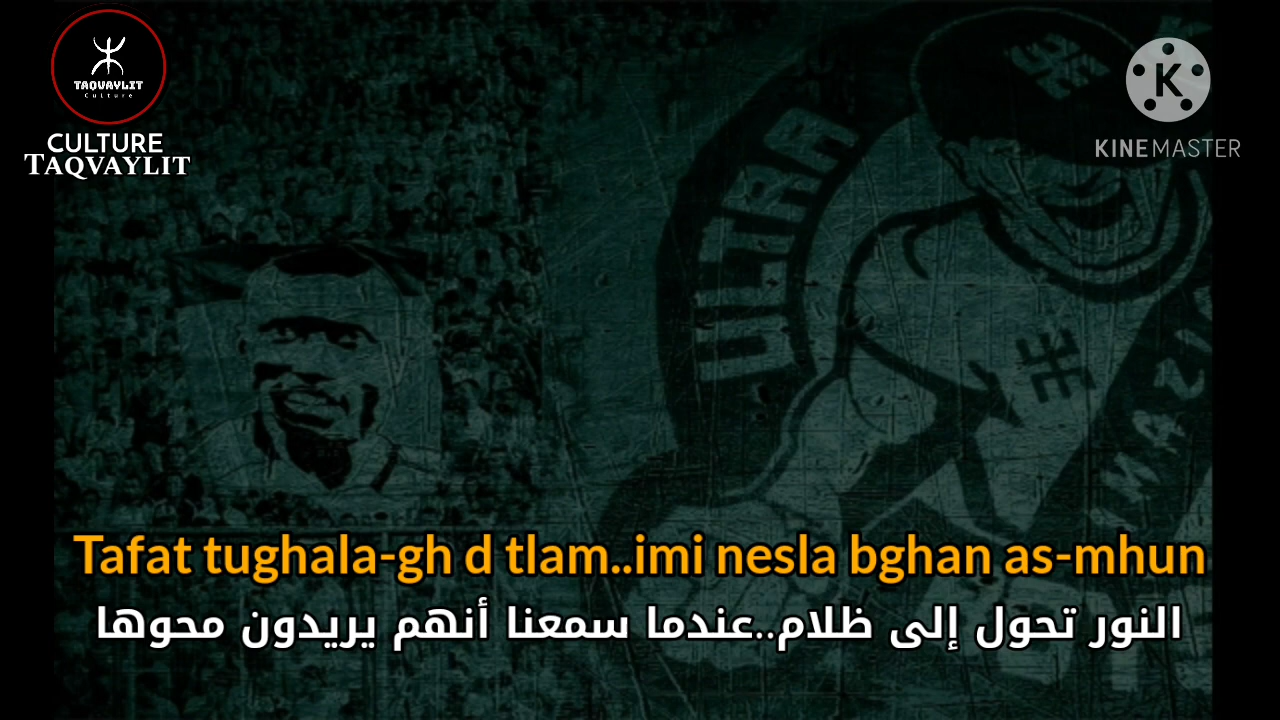 TAQVAYLIT
Culture
CULTURE
TAQVAYLIT
K
KINEMASTER
ULTRA
Tafat tughala-gh d tlam..imi nesla bghan as-mhun
النور تحول إلى ظلام..عندما سمعنا أنهم يريدون محوها